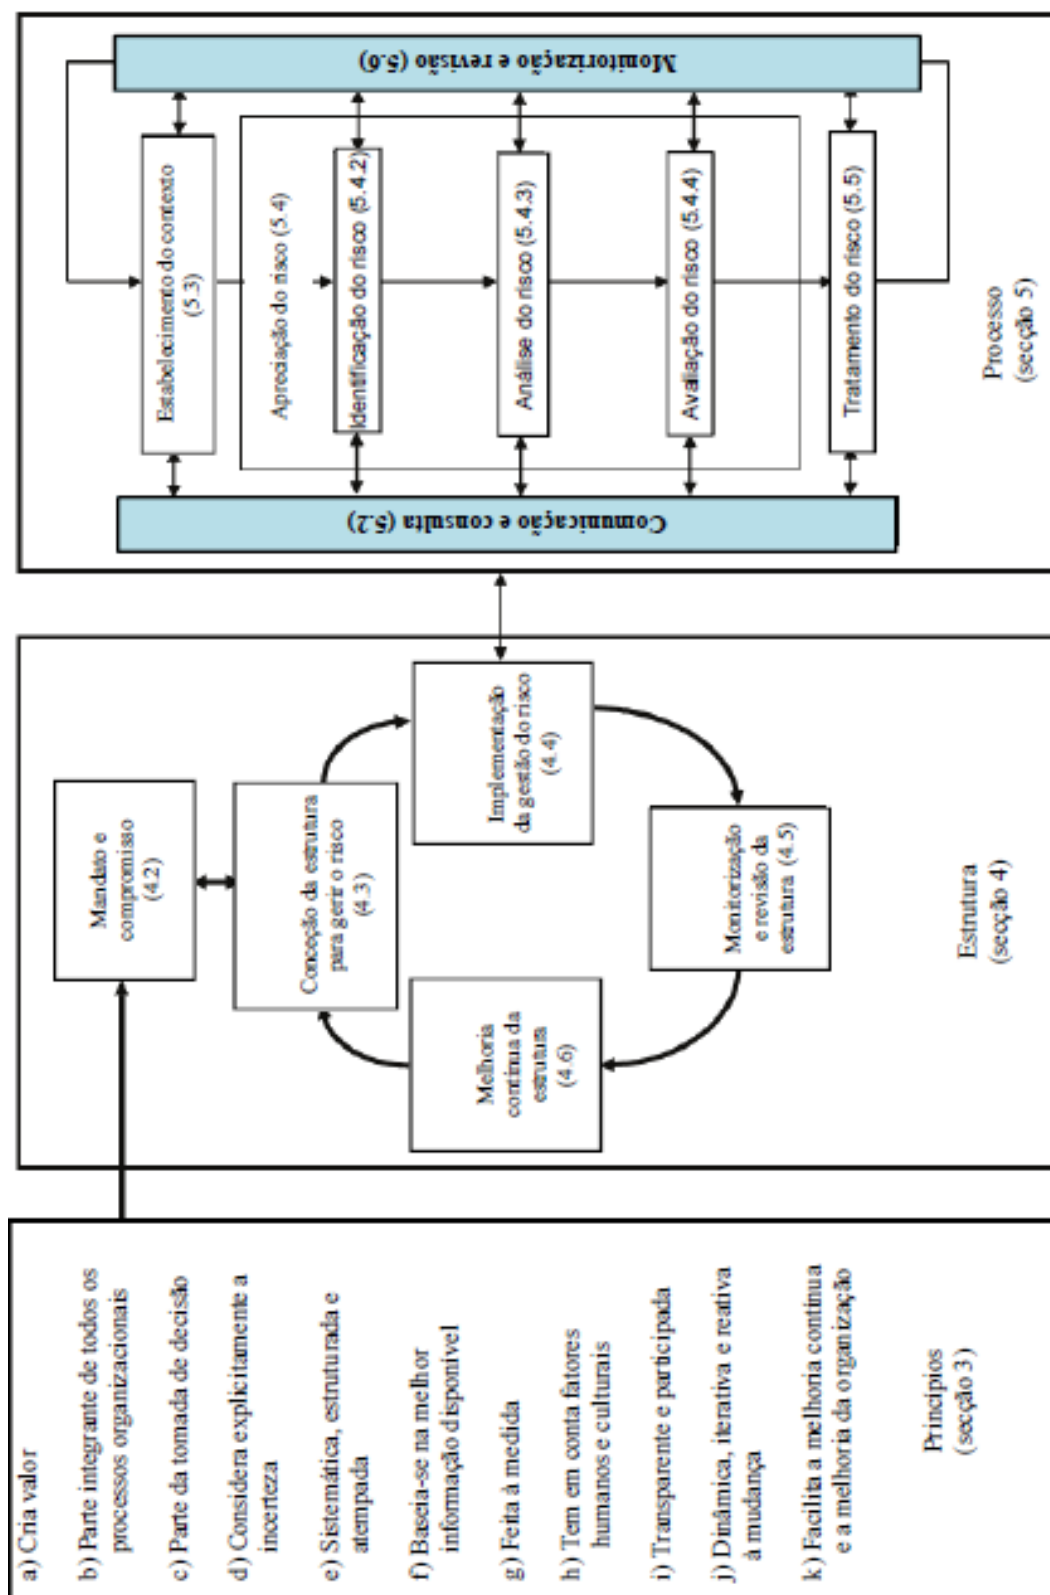 a) Cria valor
b) Parte integrante de todos os
processos organizacionais
c) Parte da tomada de decisão
d) Considera explicitamente a
incerteza
e) Sistemática, estruturada e
atempada
f) Baseia-se na melhor
informação disponível
g) Feita à medida
h) Tem em conta fatores
humanos e culturais
i) Transparente e participada
j) Dinâmica, iterativa e reativa
à mudança
k) Facilita a melhoria contínua
e a melhoria da organização
Princípios
(secção 3)
Mandato e
compromisso
(4.2)
Conceção da estrutura
para gerir o risco
(4.3)
Implementação
da gestão do risco
(4.4)
Monitorização
e revisão da
estrutura (4.5)
Melhoria
contínua da
estrutura
(4.6)
Estrutura
(secção 4)
Comunicação e consulta (5.2)
Estabelecimento do contexto
(5.3)
Apreciação do risco (5.4)
Identificação do risco (5.4.2)
Análise do risco (5.4.3)
Avaliação do risco (5.4.4)
Tratamento do risco (5.5)
Monitorização e revisão (5.6)
Processo
(secção 5)